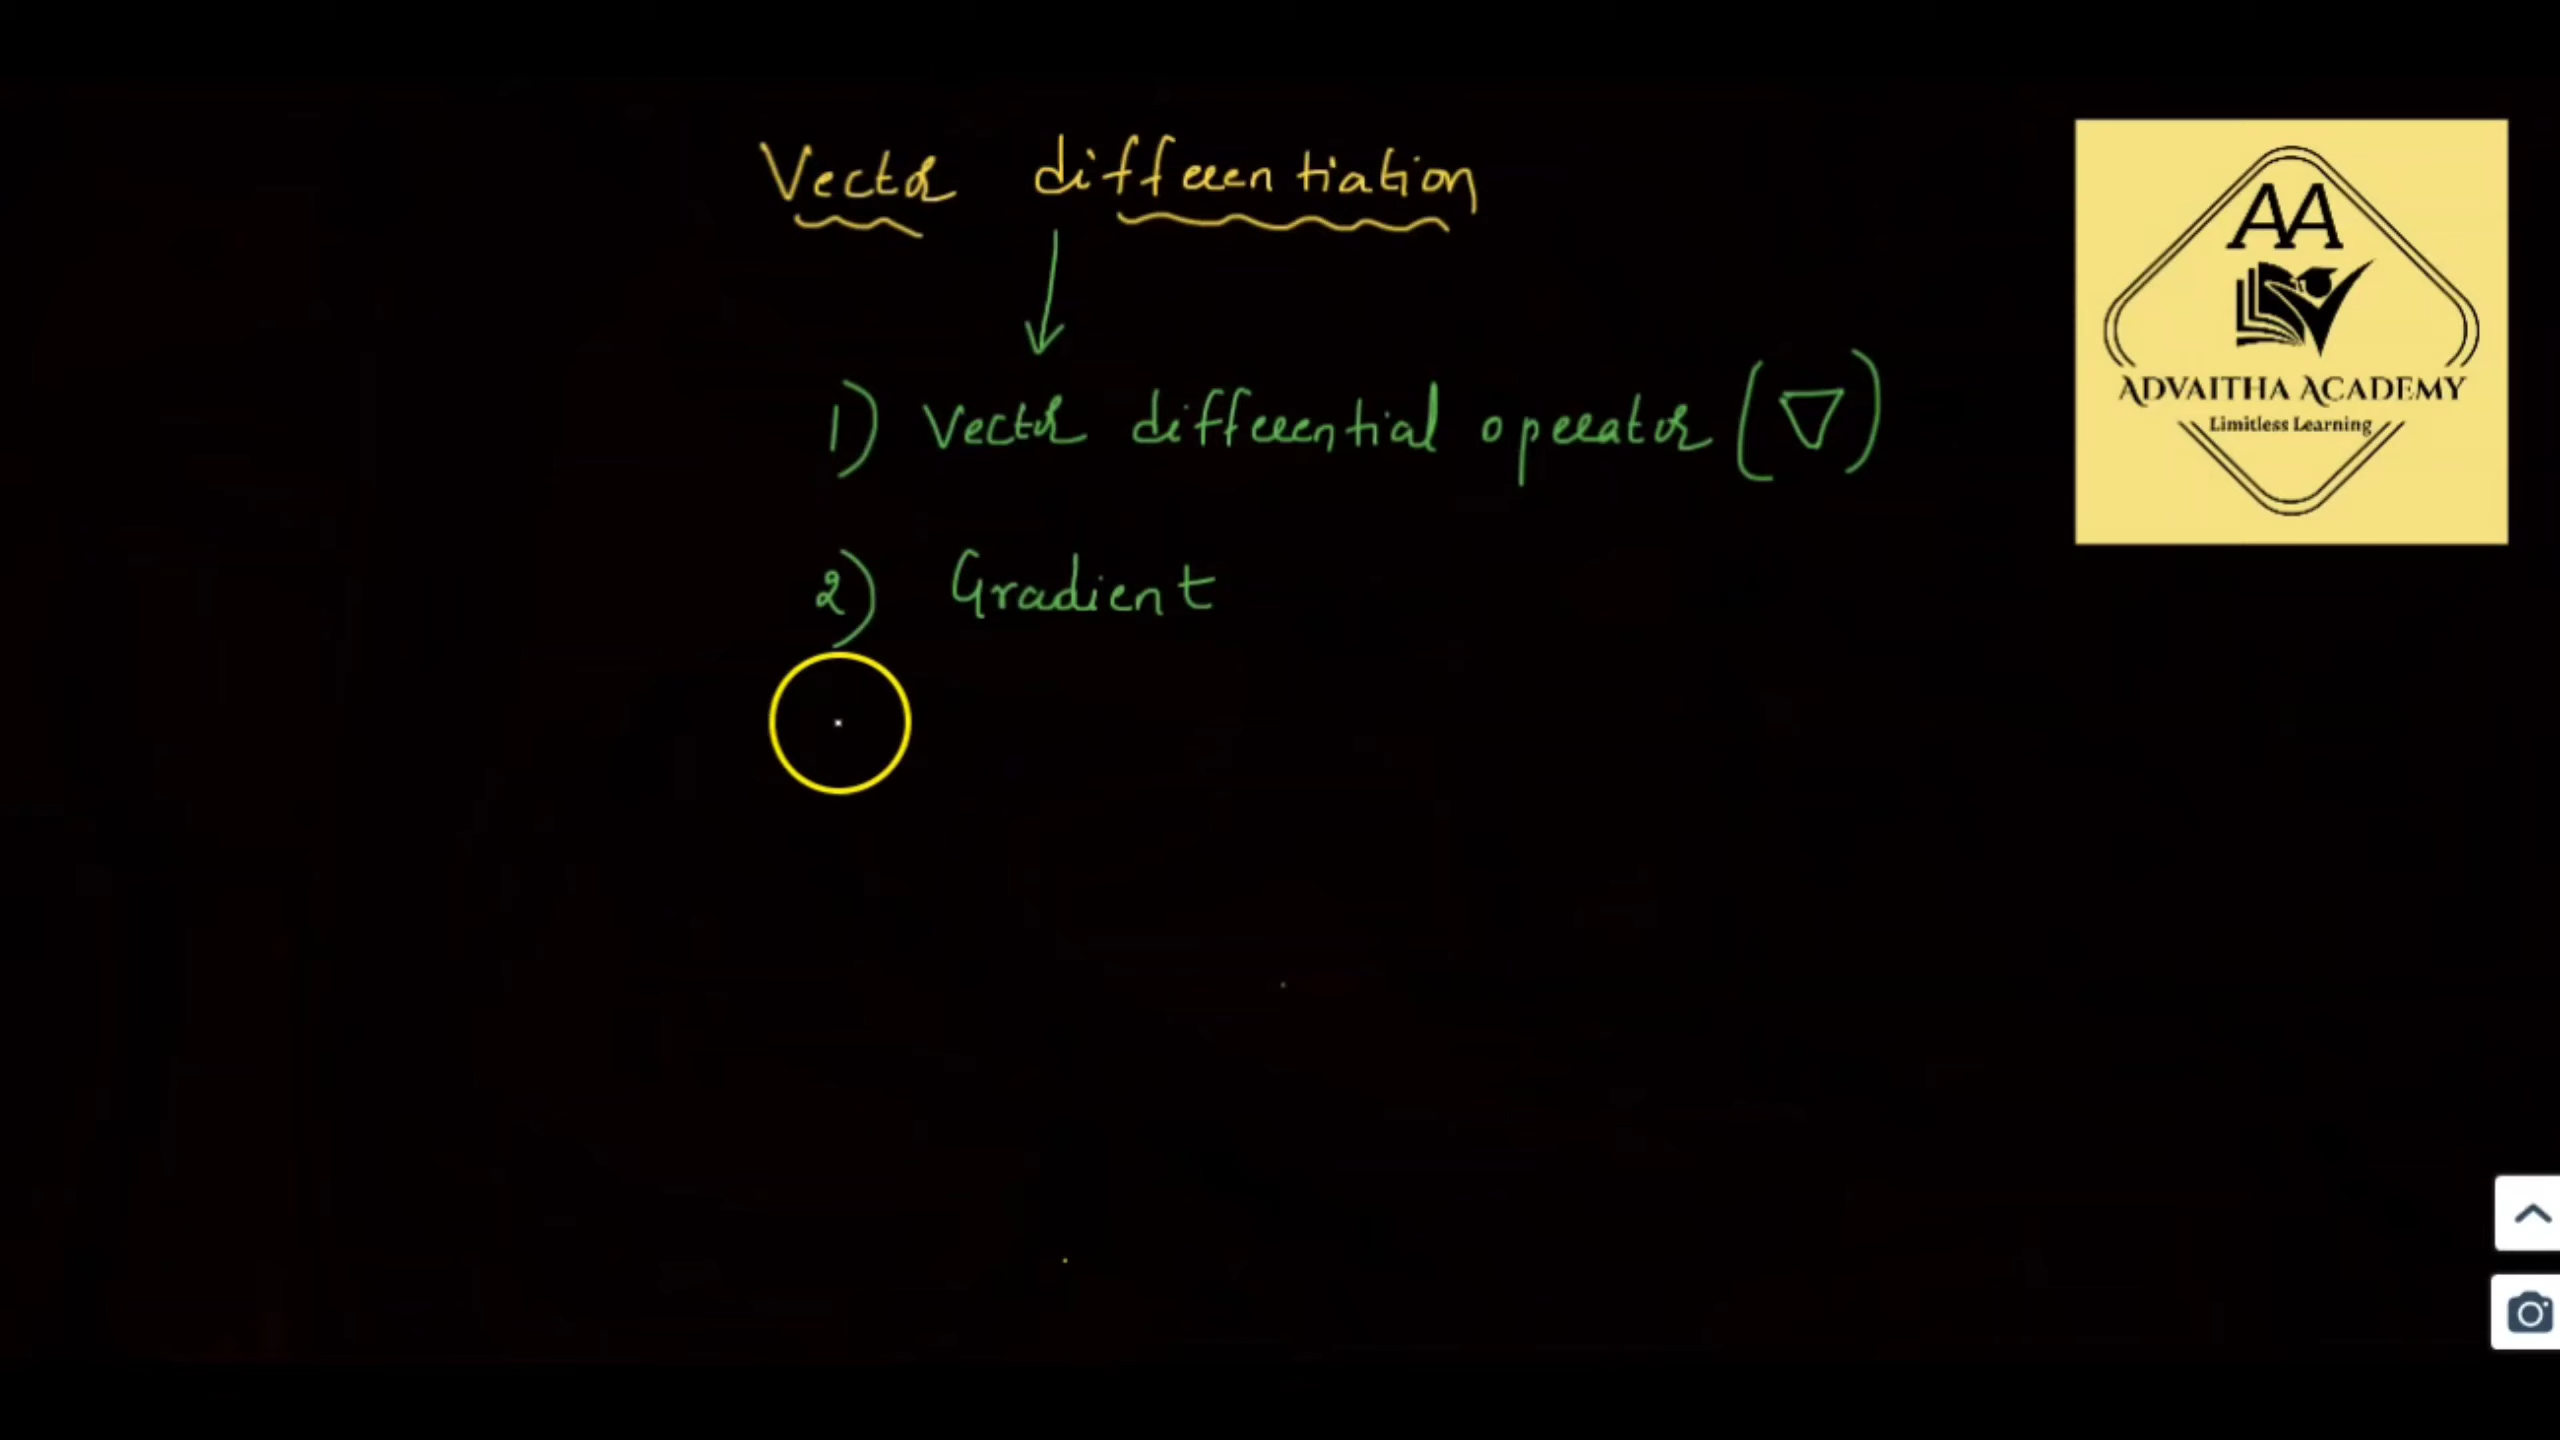 Vector differentiation
1) Vector differential operator (∇)
2) Gradient
AA
ADVAITHA ACADEMY
Limitless Learning